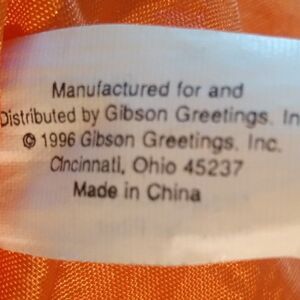 Manufactured for and
Distributed by Gibson Greetings. In
© 1996 Gibson Greetings. Inc.
Cincinnati, Ohio 45237
Made in China